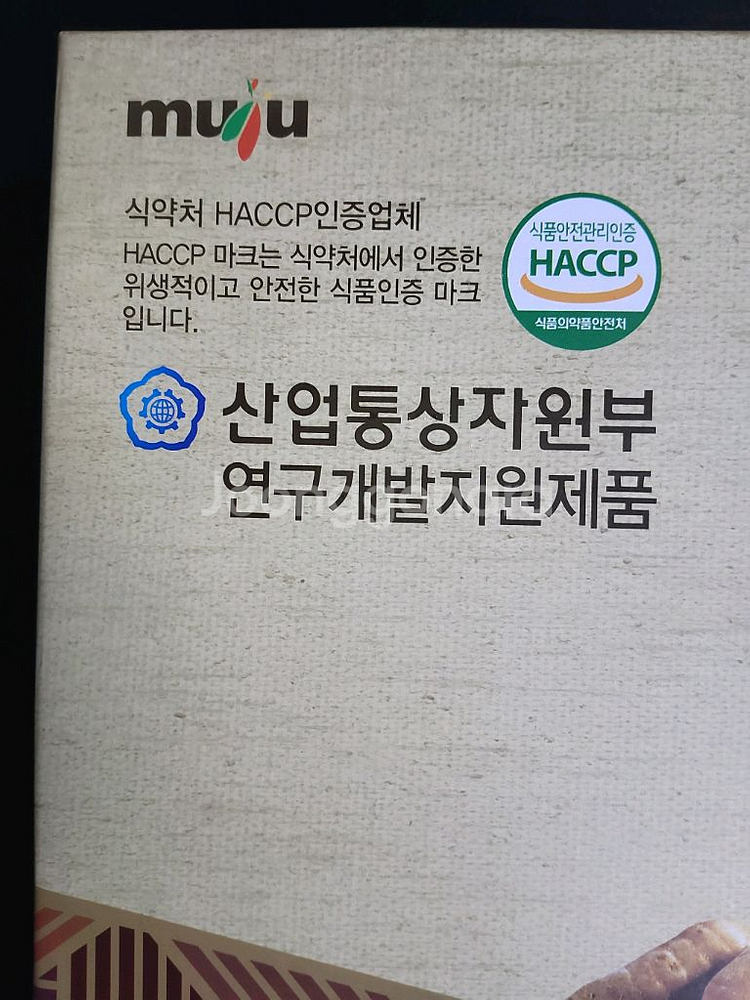 muju
식약처 HACCP인증업체
HACCP 마크는 식약처에서 인증한
위생적이고 안전한 식품인증 마크
입니다.
식품안전관리인증
HACCP
식품의약품안전처
산업통상자원부
연구개발지원제품